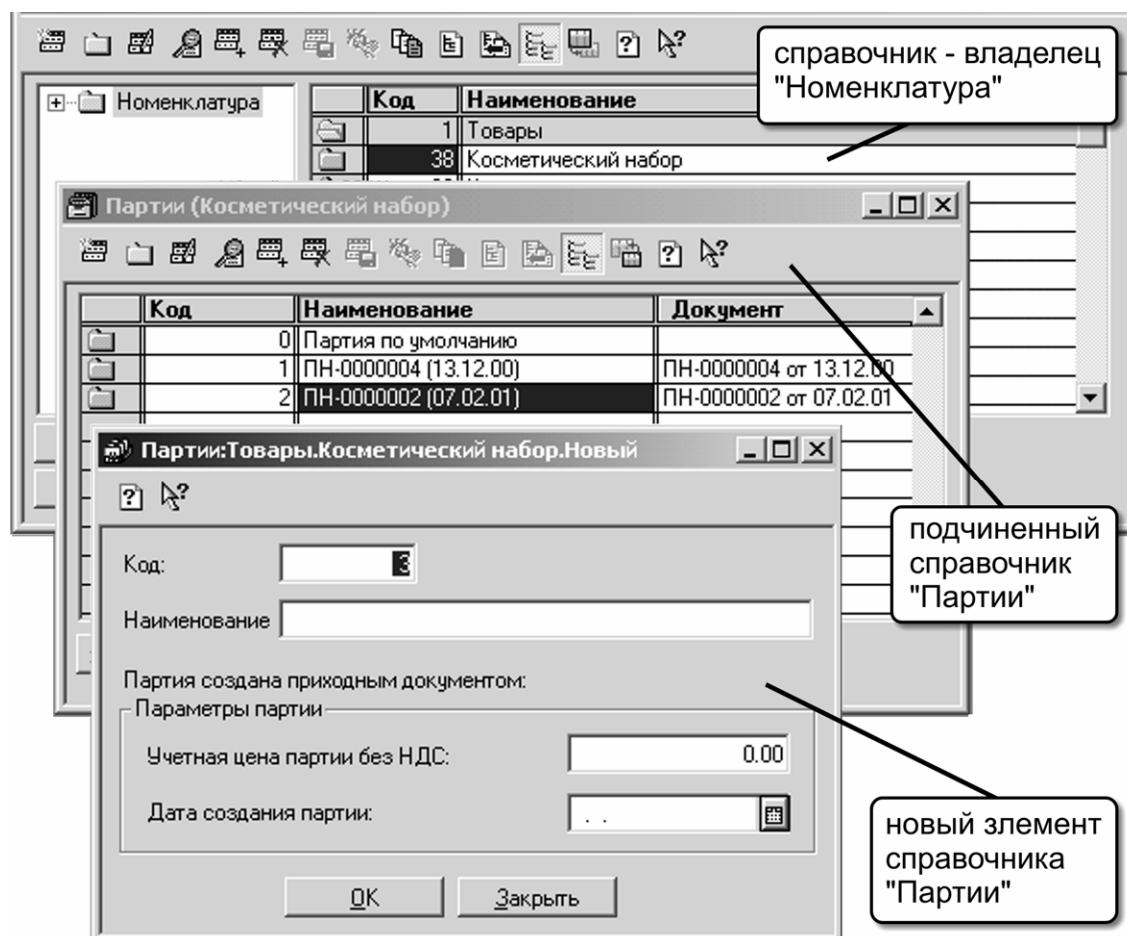 справочник - владелец
"Номенклатура"
Номенклатура
Код Наименование
1 Товары
38 Косметический набор
Партии (Косметический набор)
Код Наименование Документ
0 Партия по умолчанию
1 ПН-0000004 (13.12.00) ПН-0000004 от 13.12.00
2 ПН-0000002 (07.02.01) ПН-0000002 от 07.02.01
Партии:Товары.Косметический набор.Новый
подчиненный
справочник
"Партии"
Код: 3
Наименование
Партия создана приходным документом:
Параметры партии
Учетная цена партии без НДС: 0.00
Дата создания партии: . .
новый злемент
справочника
"Партии"
OK Закрыть